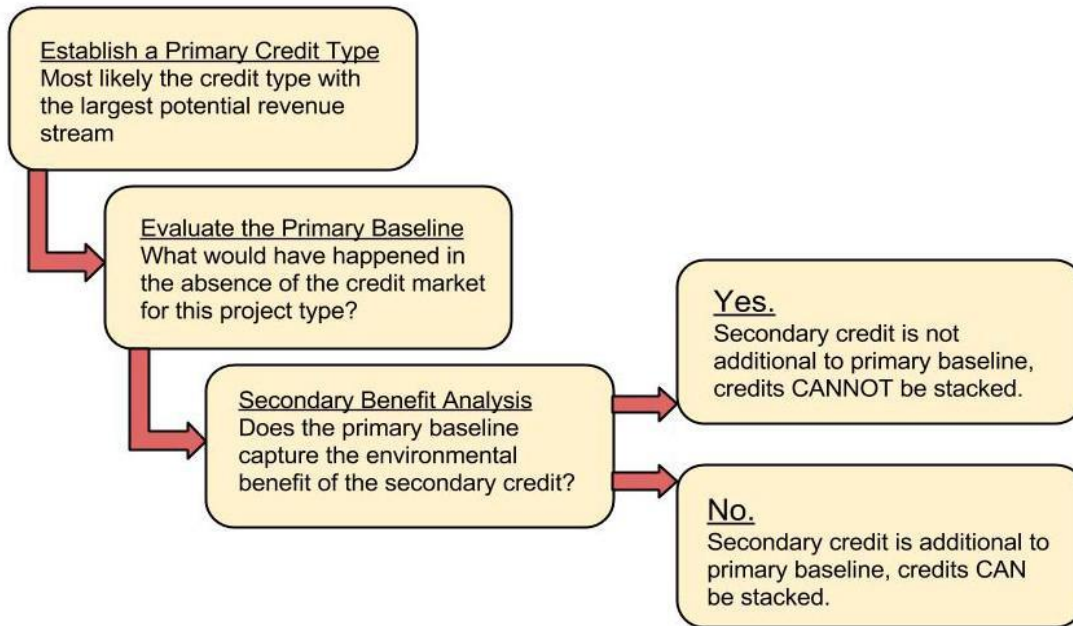 Establish a Primary Credit Type
Most likely the credit type with
the largest potential revenue
stream
Evaluate the Primary Baseline
What would have happened in
the absence of the credit market
for this project type?
Secondary Benefit Analysis
Does the primary baseline
capture the environmental
benefit of the secondary credit?
Yes.
Secondary credit is not
additional to primary baseline,
credits CANNOT be stacked.
No.
Secondary credit is additional to
primary baseline, credits CAN
be stacked.